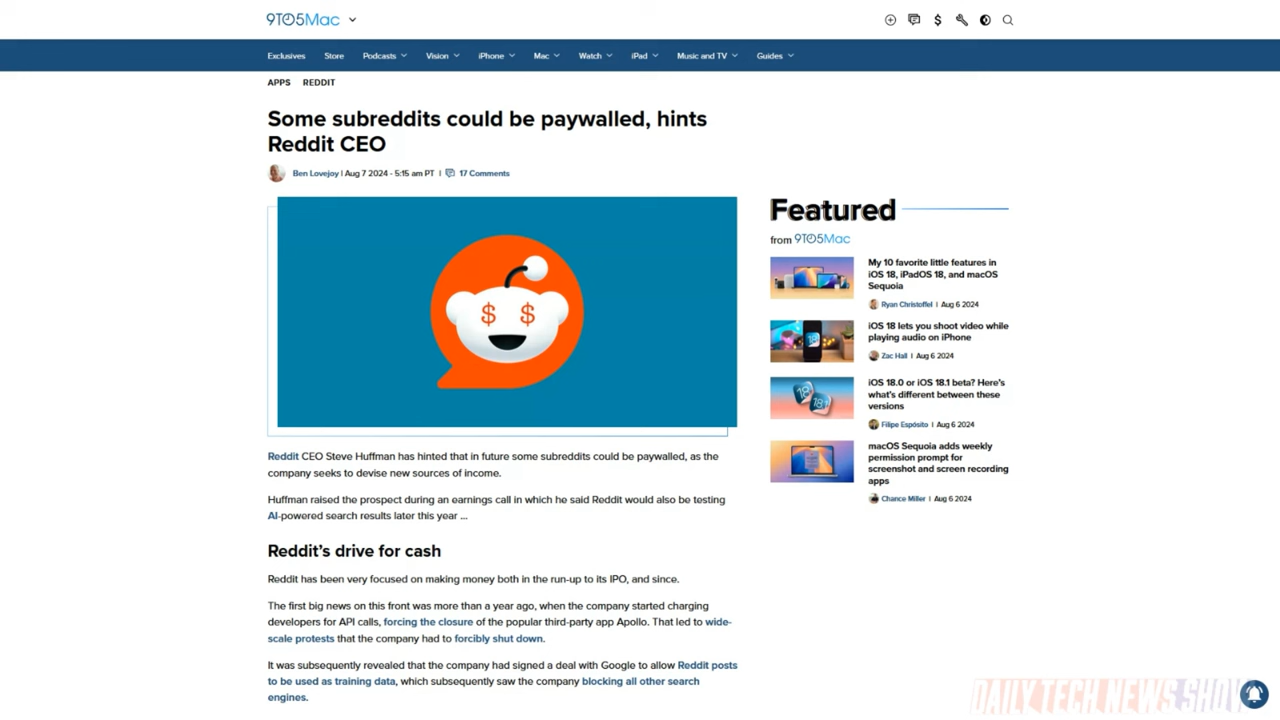 9TO5Mac
Exclusives Store Podcasts Vision iPhone Mac Watch iPad Music and TV Guides
APPS REDDIT
Some subreddits could be paywalled, hints
Reddit CEO
Ben Lovejoy | Aug 7 2024 - 5:15 am PT | 17 Comments
$ $
Reddit CEO Steve Huffman has hinted that in future some subreddits could be paywalled, as the
company seeks to devise new sources of income.
Huffman raised the prospect during an earnings call in which he said Reddit would also be testing
AI-powered search results later this year ...
Reddit's drive for cash
Reddit has been very focused on making money both in the run-up to its IPO, and since.
The first big news on this front was more than a year ago, when the company started charging
developers for API calls, forcing the closure of the popular third-party app Apollo. That led to wide-
scale protests that the company had to forcibly shut down.
It was subsequently revealed that the company had signed a deal with Google to allow Reddit posts
to be used as training data, which subsequently saw the company blocking all other search
engines.
Featured
from 9TO5Mac
My 10 favorite little features in
iOS 18, iPadOS 18, and macOS
Sequoia
Ryan Christoffel | Aug 6 2024
iOS 18 lets you shoot video while
playing audio on iPhone
Zac Hall | Aug 6 2024
18 18.1
iOS 18.0 or iOS 18.1 beta? Here's
what's different between these
versions
Filipe Espósito | Aug 6 2024
macOS Sequoia adds weekly
permission prompt for
screenshot and screen recording
apps
Chance Miller | Aug 6 2024
DAILY TECH NEWS SHOW